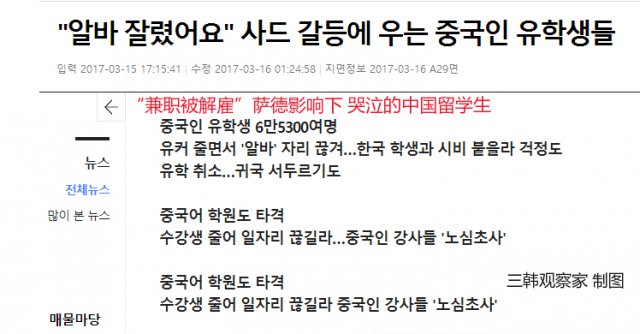 "알바 잘렸어요" 사드 갈등에 우는 중국인 유학생들
입력 2017-03-15 17:15:41 | 수정 2017-03-16 01:24:58 | 지면정보 2017-03-16 A29면
“兼职被解雇”萨德影响下 哭泣的中国留学生
중국인 유학생 6만5300여명
유커 줄면서 '알바' 자리 끊겨...한국 학생과 시비 붙을라 걱정도
유학 취소...귀국 서두르기도
뉴스
전체뉴스
많이 본 뉴스
중국어 학원도 타격
수강생 줄어 일자리 끊길라...중국인 강사들 '노심초사'
중국어 학원도 타격
수강생 줄어 일자리 끊길라 중국인 강사들 '노심초사'
三韩观察家 制图
매물마당